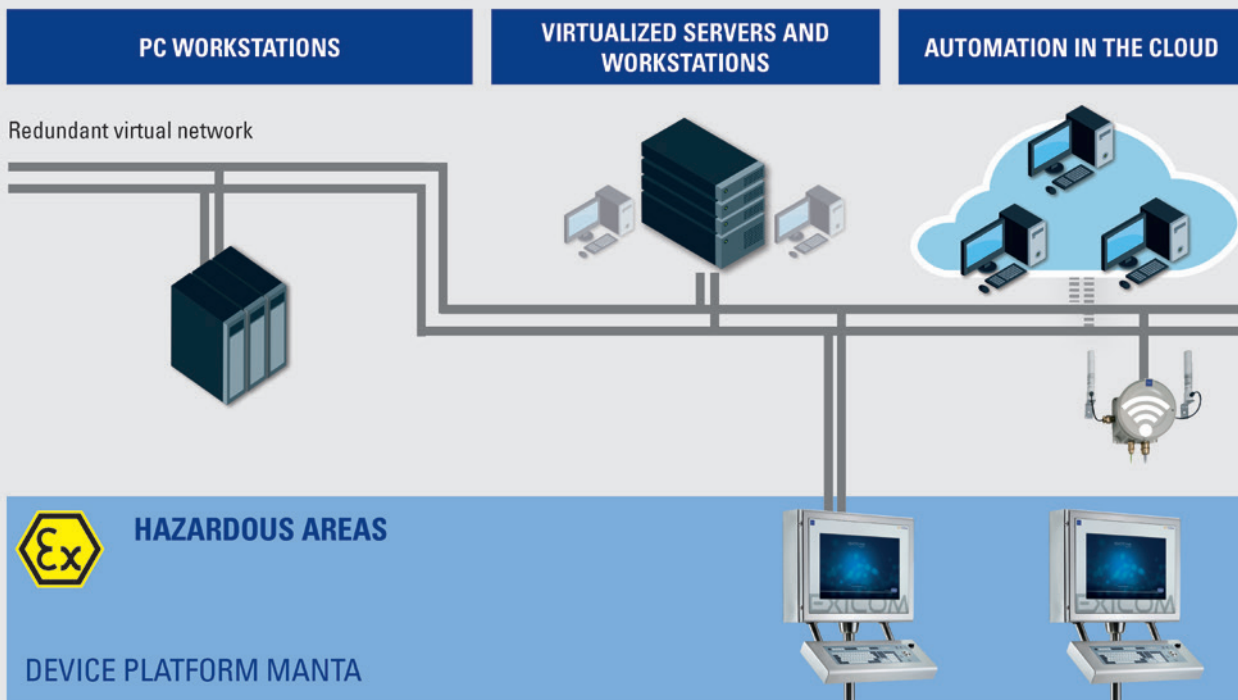 PC WORKSTATIONS
VIRTUALIZED SERVERS AND
WORKSTATIONS
AUTOMATION IN THE CLOUD
Redundant virtual network
Ex
HAZARDOUS AREAS
EXICOM
EXICOM
DEVICE PLATFORM MANTA